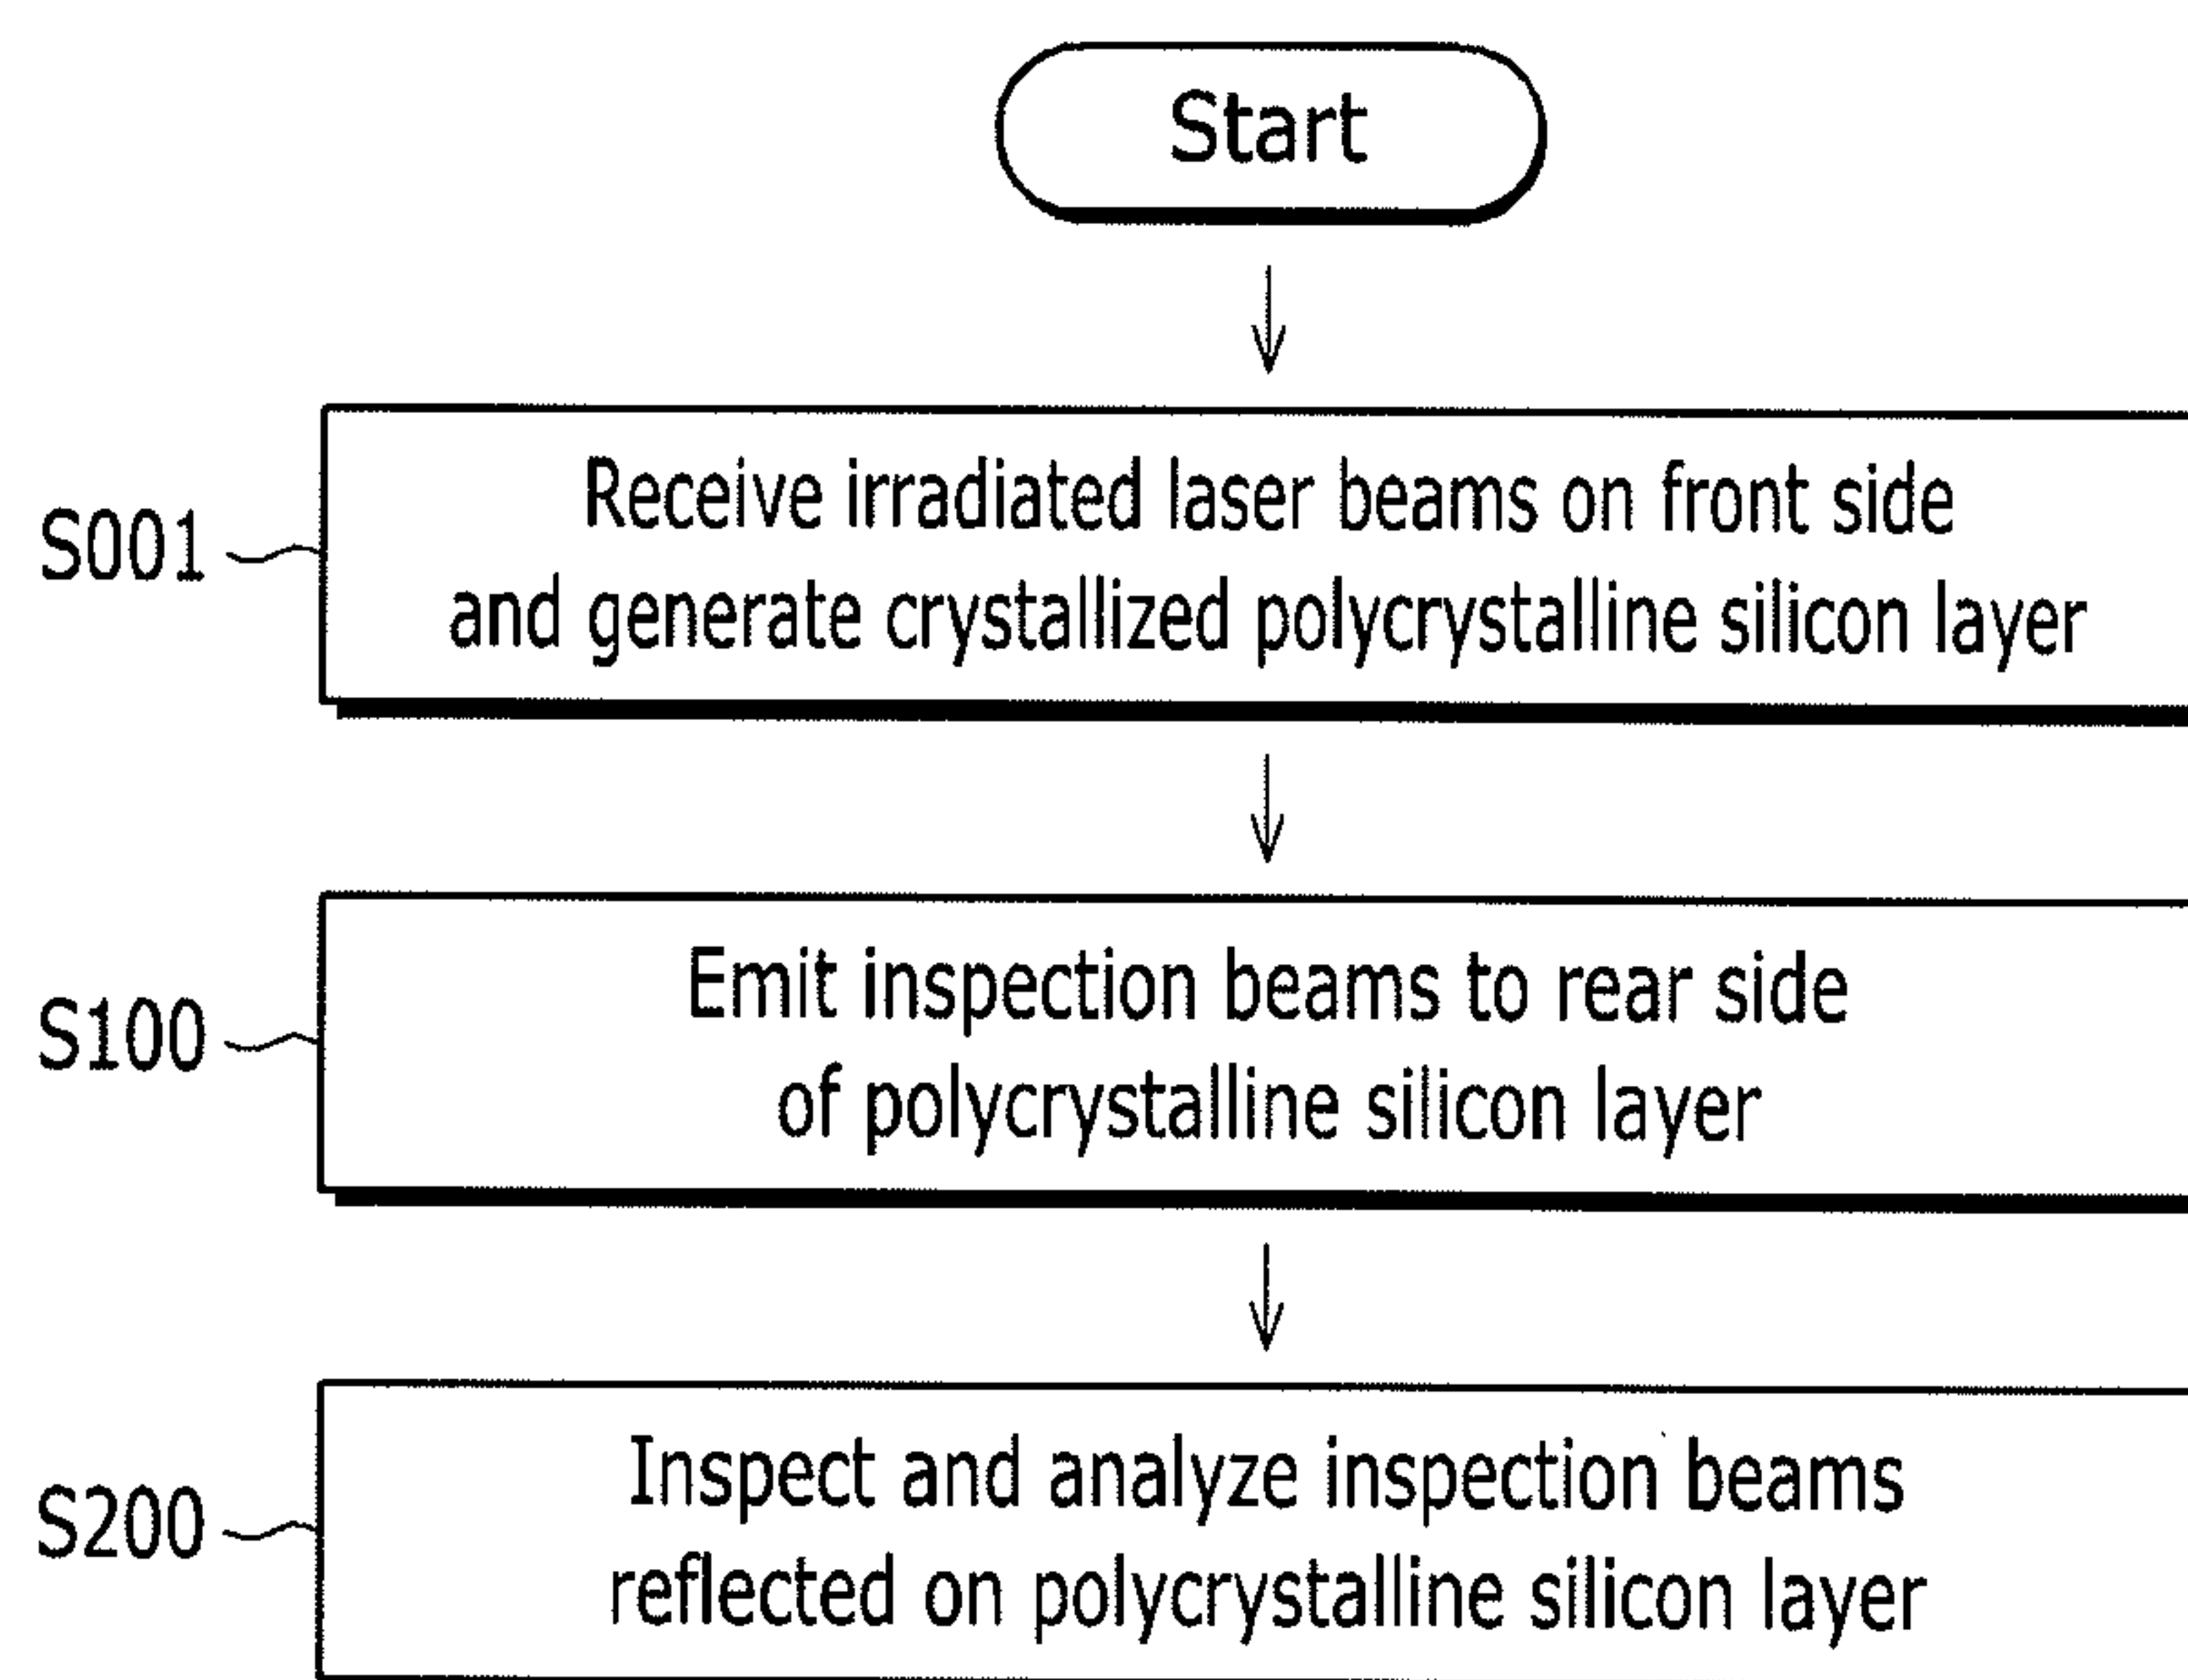 Start
S001
Receive irradiated laser beams on front side
and generate crystallized polycrystalline silicon layer
S100
Emit inspection beams to rear side
of polycrystalline silicon layer
S200
Inspect and analyze inspection beams
reflected on polycrystalline silicon layer